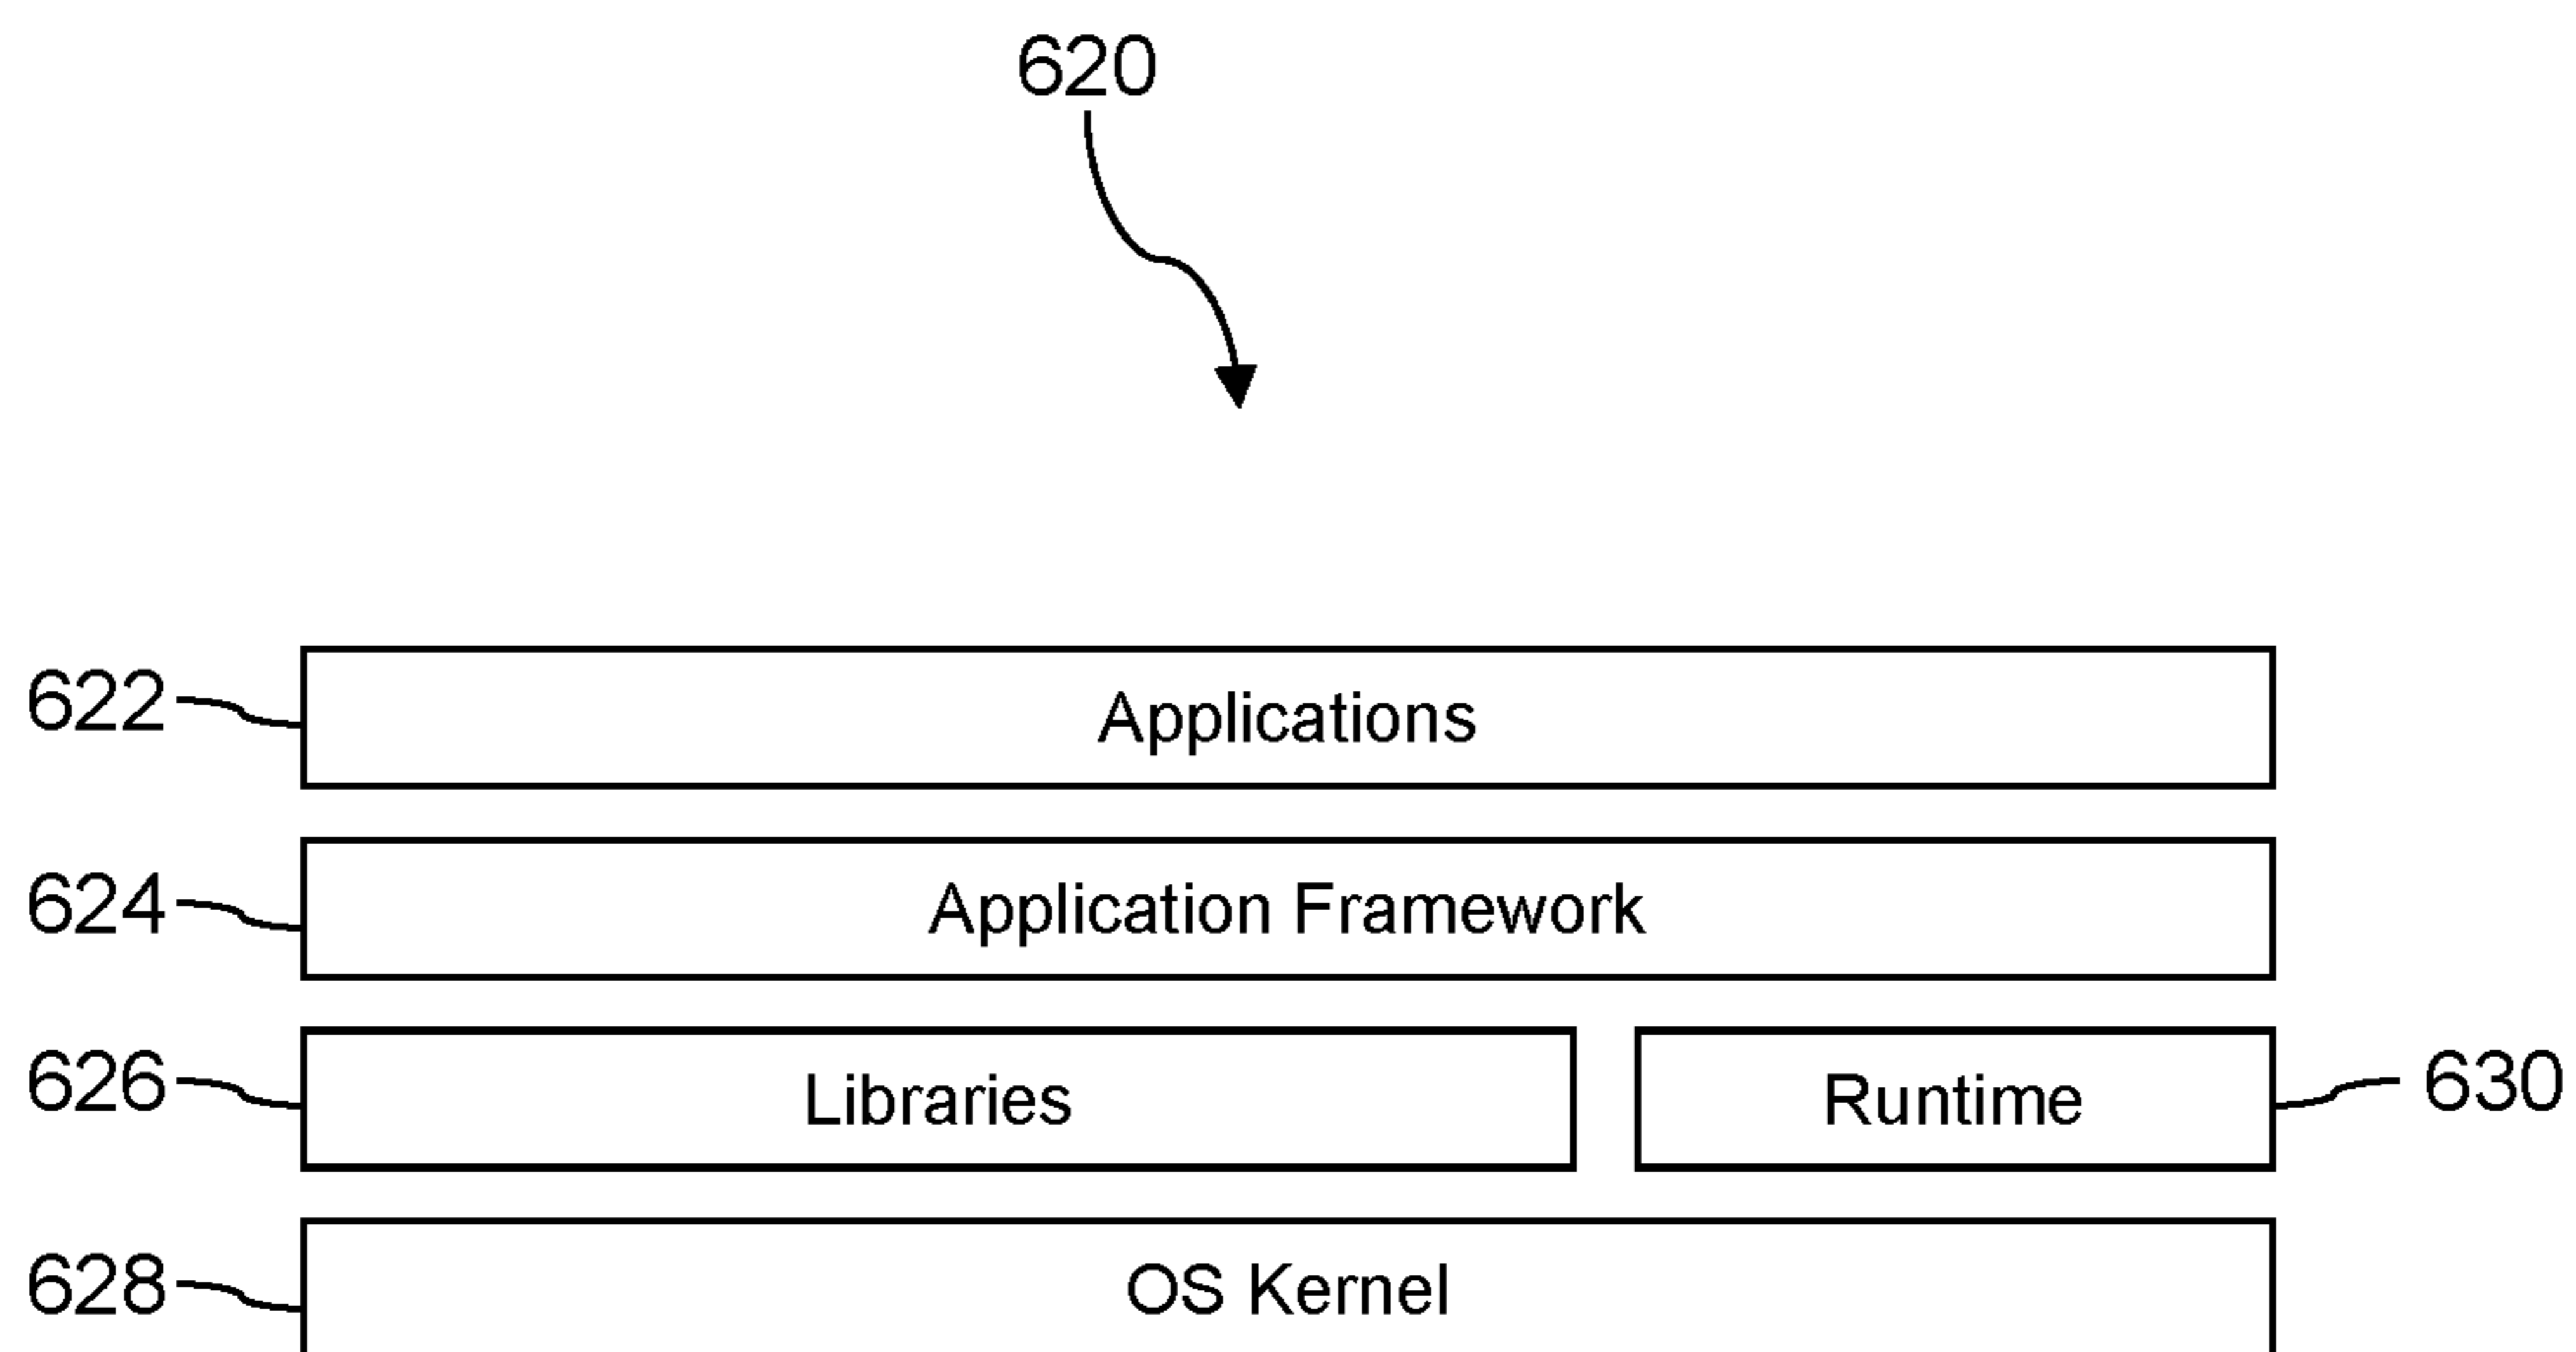 620
622 Applications
624 Application Framework
626 Libraries Runtime 630
628 OS Kernel